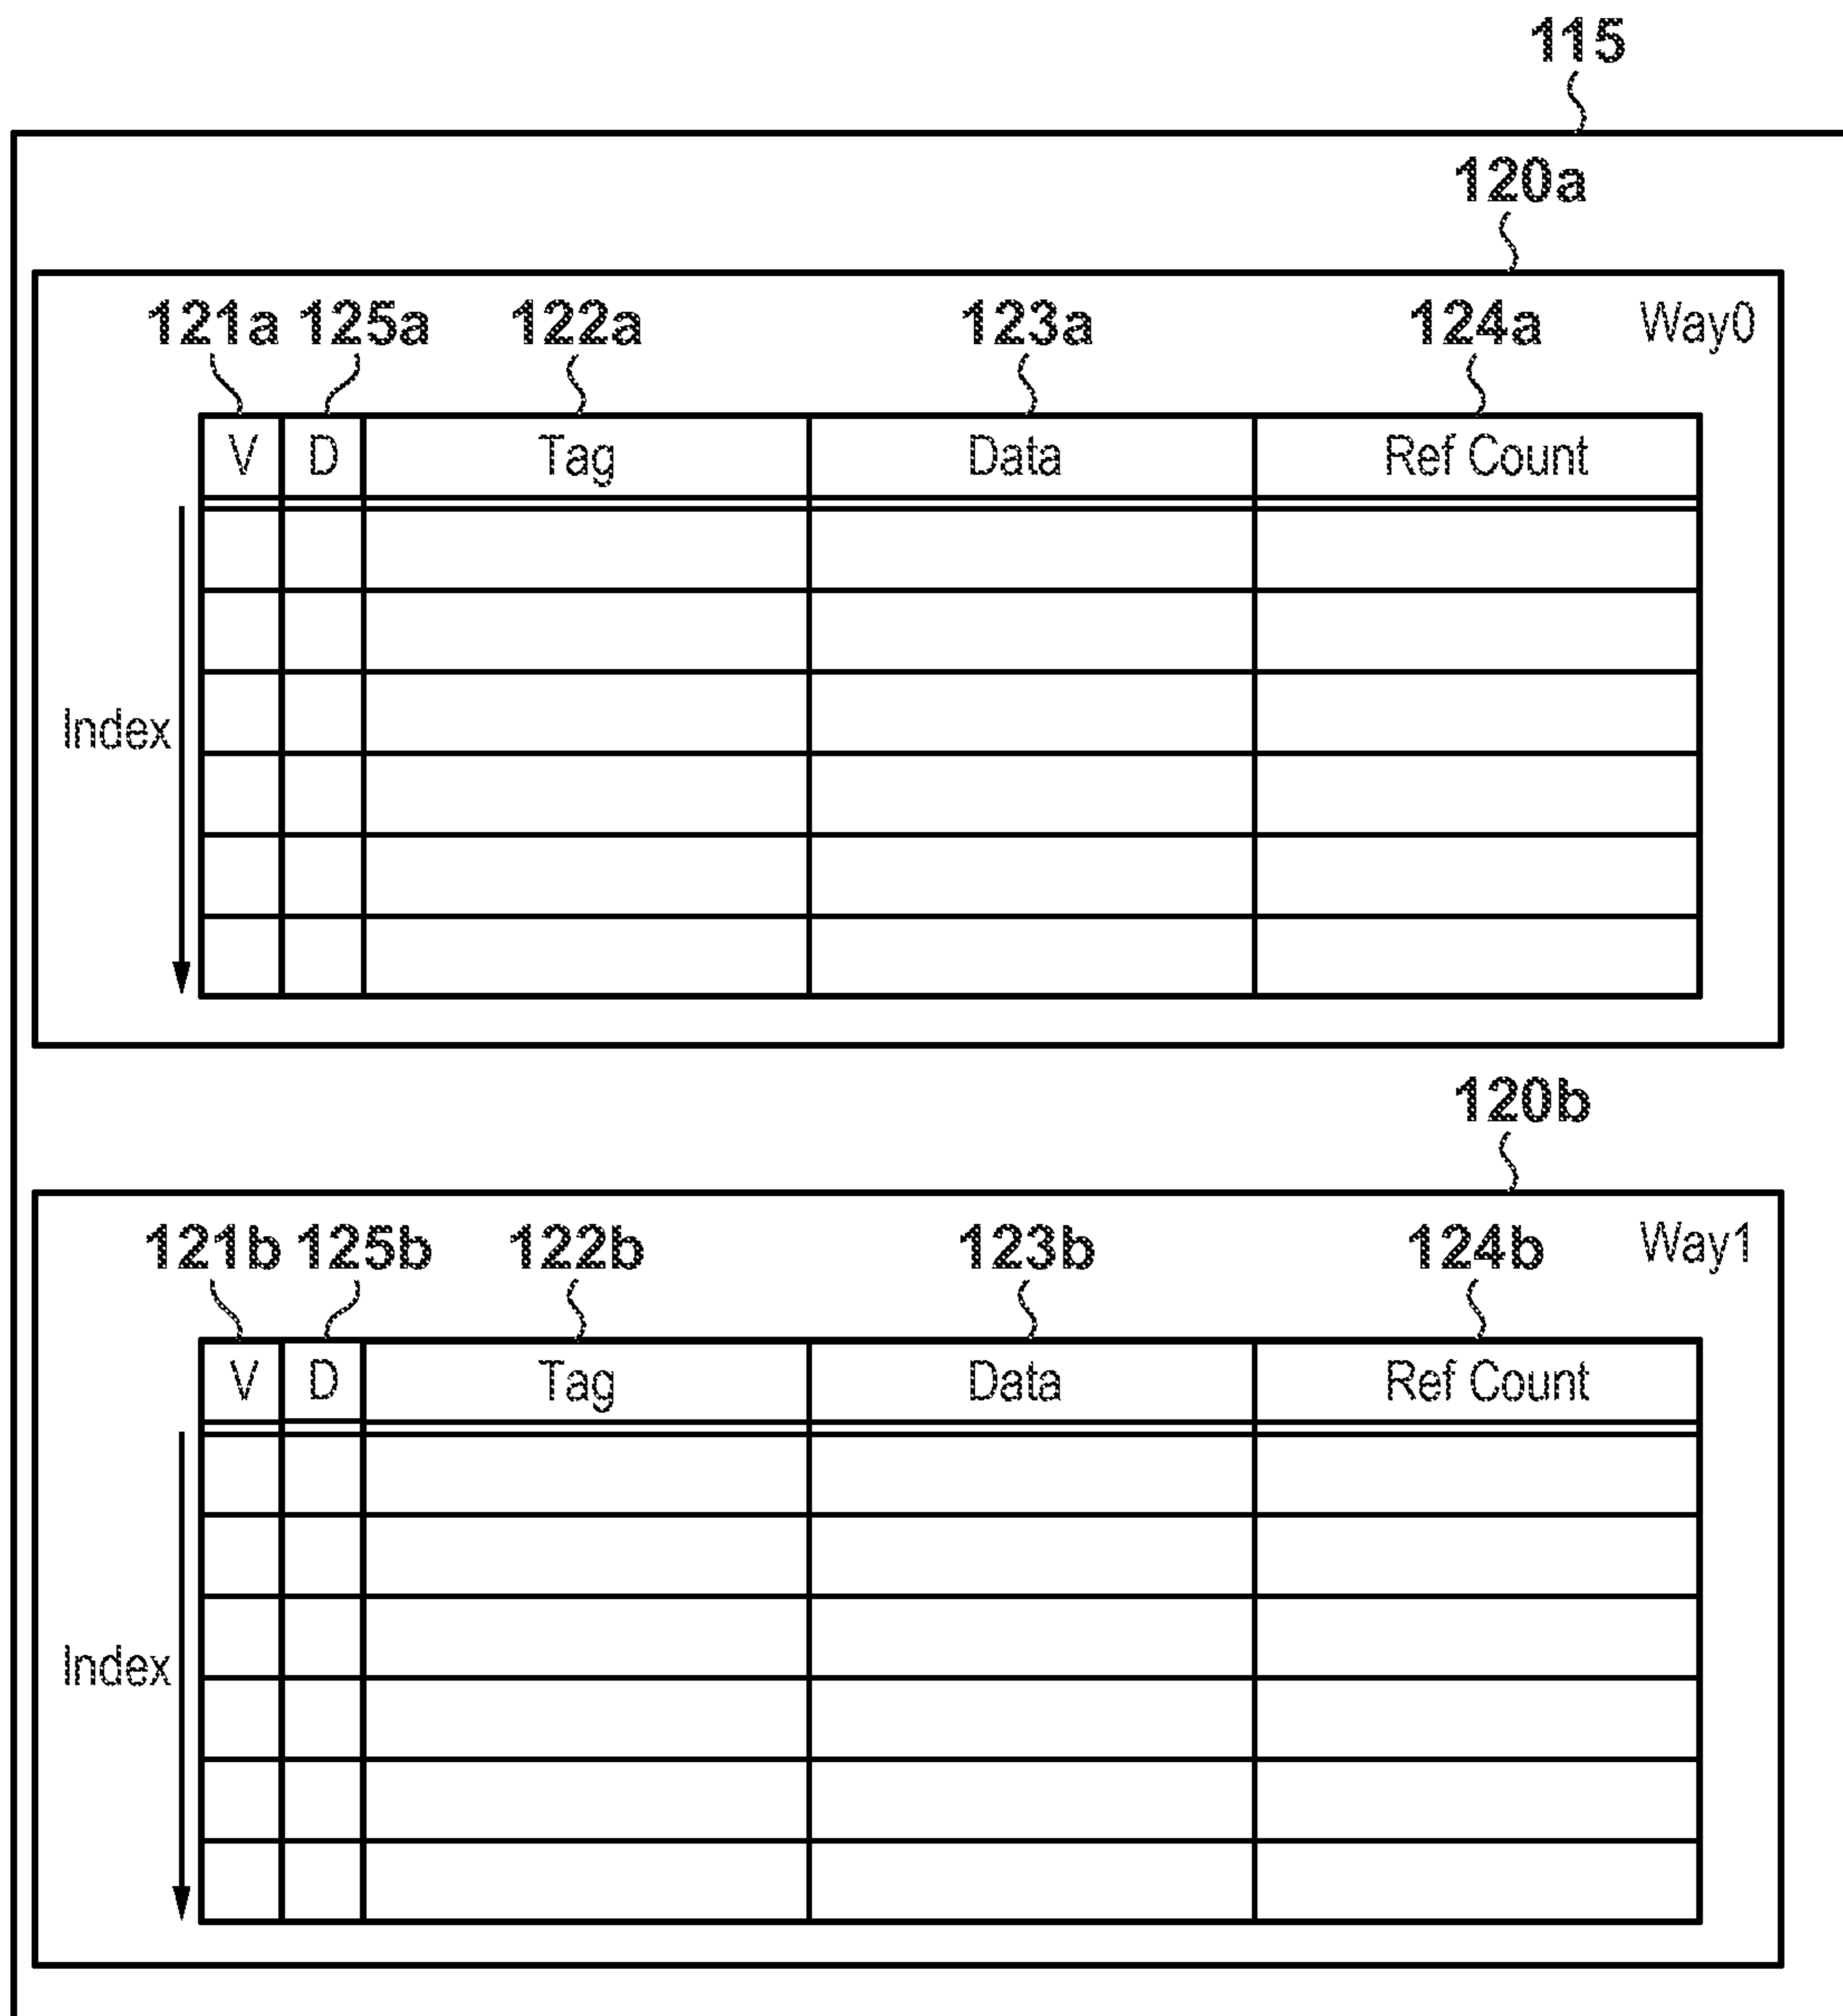 115
120a
121a 125a 122a 123a 124a Way0
V D Tag Data Ref Count
Index
120b
121b 125b 122b 123b 124b Way1
V D Tag Data Ref Count
Index